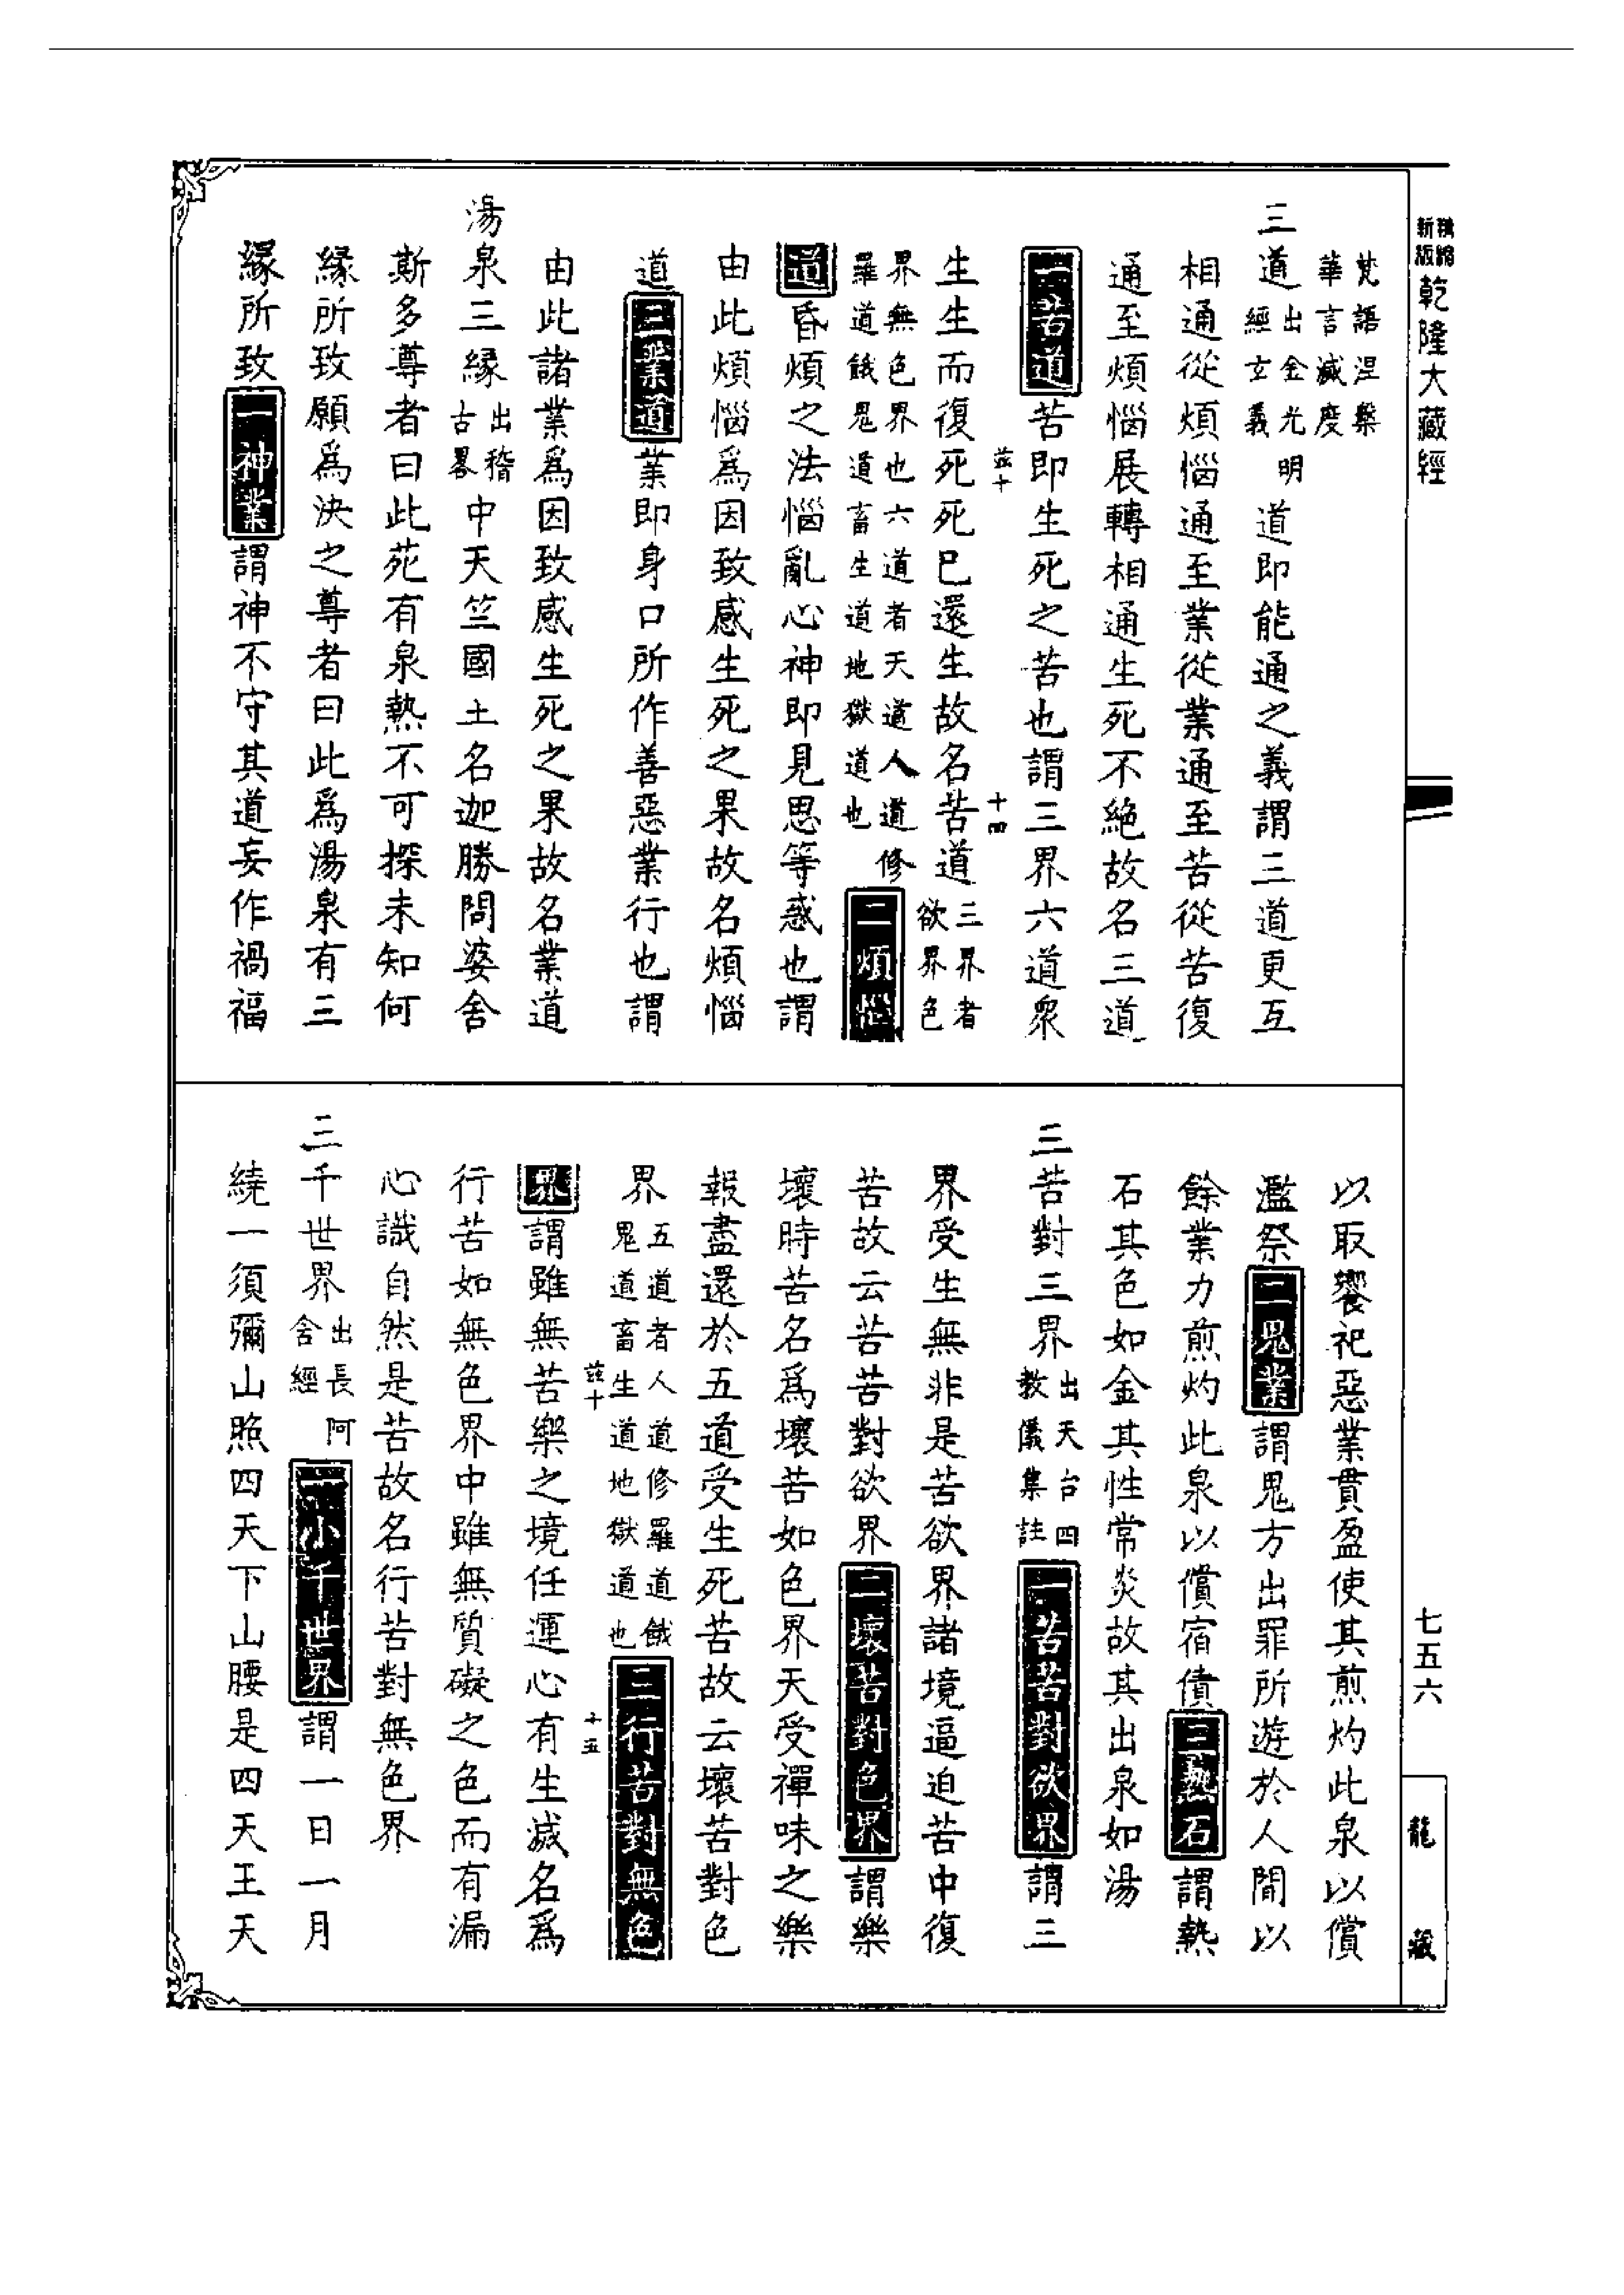 精縮
新版
乾隆大藏經
梵語涅槃
華言滅度
三道出金光明經玄義道即能通之義謂三道更互
相通從煩惱通至業從業通至苦從苦復
通至煩惱展轉相通生死不絕故名三道
一苦道苦即生死之苦也謂三界六道衆
茲十
十四
生生而復死死已還生故名苦道三界者欲界色
界無色界也六道者天道人道修羅道餓鬼道畜生道地獄道也二煩惱
道昏煩之法惱亂心神即見思等惑也謂
由此煩惱爲因致感生死之果故名煩惱
道三業道業即身口所作善惡業行也謂
由此諸業爲因致感生死之果故名業道
湯泉三緣出稽古畧中天竺國土名迦勝問婆舍
斯多尊者曰此苑有泉熱不可探未知何
緣所致願爲決之尊者曰此爲湯泉有三
緣所致一神業謂神不守其道妄作禍福
以取饗祀惡業貫盈使其煎灼此泉以償
濫祭二鬼業謂鬼方出罪所遊於人間以
餘業力煎灼此泉以償宿債三熱石謂熱
石其色如金其性常炎故其出泉如湯
三苦對三界出天台四教儀集註一苦苦對欲界謂三
界受生無非是苦欲界諸境逼迫苦中復
苦故云苦苦對欲界二壞苦對色界謂樂
壞時苦名爲壞苦如色界天受禪味之樂
報盡還於五道受生死苦故云壞苦對色
界五道者人道修羅道餓鬼道畜生道地獄道也三行苦對無色
茲十
十五
界謂雖無苦樂之境任運心有生滅名爲
行苦如無色界中雖無質礙之色而有漏
心識自然是苦故名行苦對無色界
三千世界出長阿含經一小千世界謂一日一月
繞一須彌山照四天下山腰是四天王天
七五六
龍藏